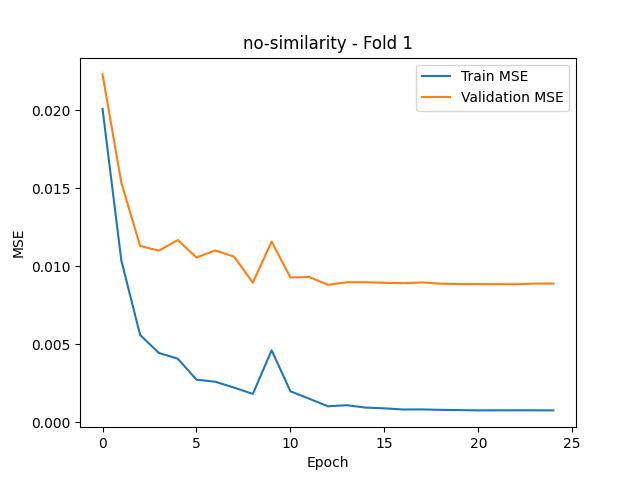 no-similarity - Fold 1
Train MSE
Validation MSE
0.020
0.015
0.010
0.005
0.000
MSE
0 5 10 15 20 25
Epoch